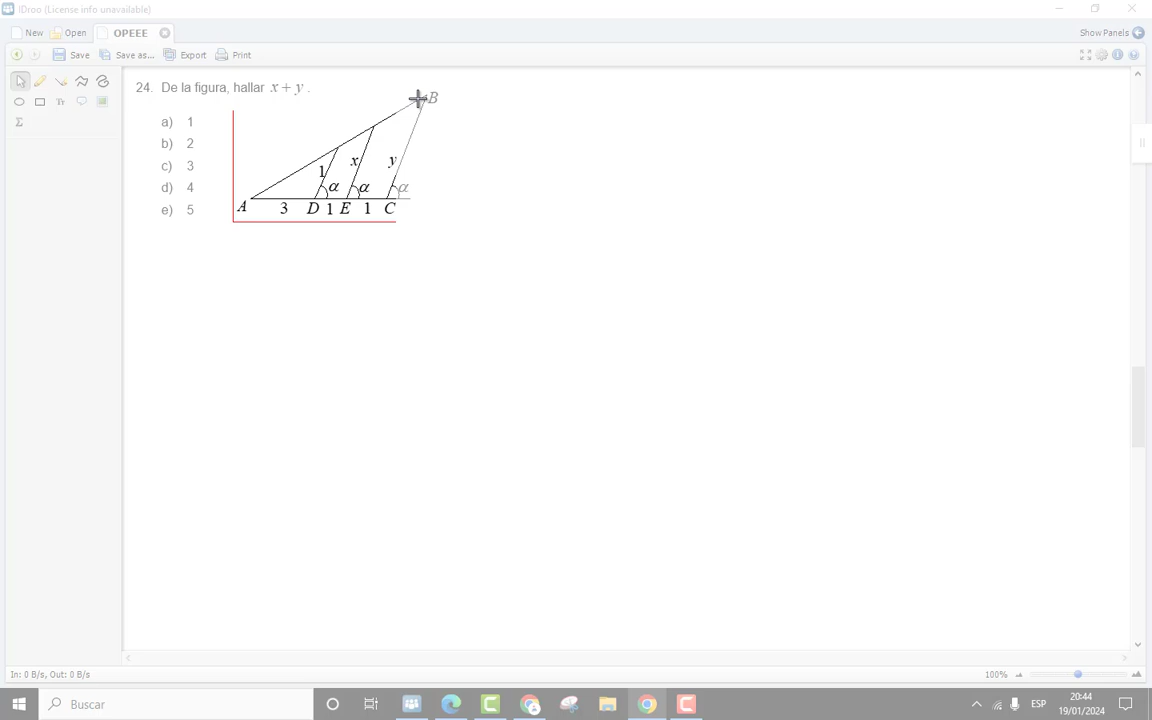 IDroo (License info unavailable)
New Open OPEEE Show Panels
Save Save as... Export Print
Tr
Σ
24. De la figura, hallar x + y .
a) 1
b) 2
c) 3
d) 4
e) 5
B
1 x y
α α α
A 3 D 1 E 1 C
In: 0 B/s, Out: 0 B/s 100%
Buscar ESP 20:44
19/01/2024